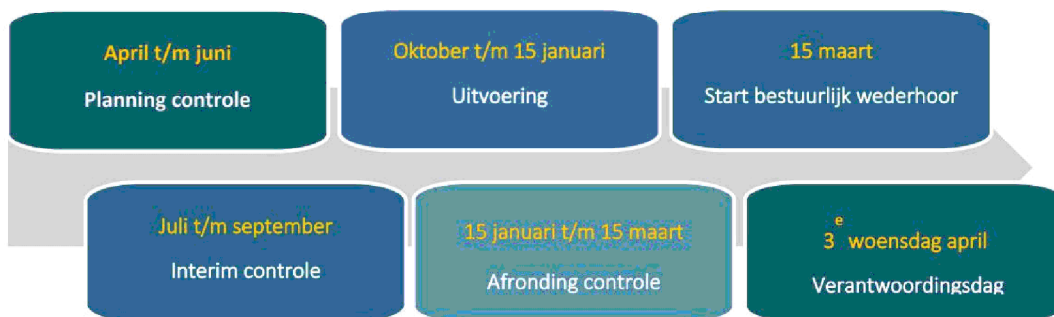 April t/m juni
Planning controle
Oktober t/m 15 januari
Uitvoering
15 maart
Start bestuurlijk wederhoor
Juli t/m september
Interim controle
15 januari t/m 15 maart
Afronding controle
3e woensdag april
Verantwoordingsdag